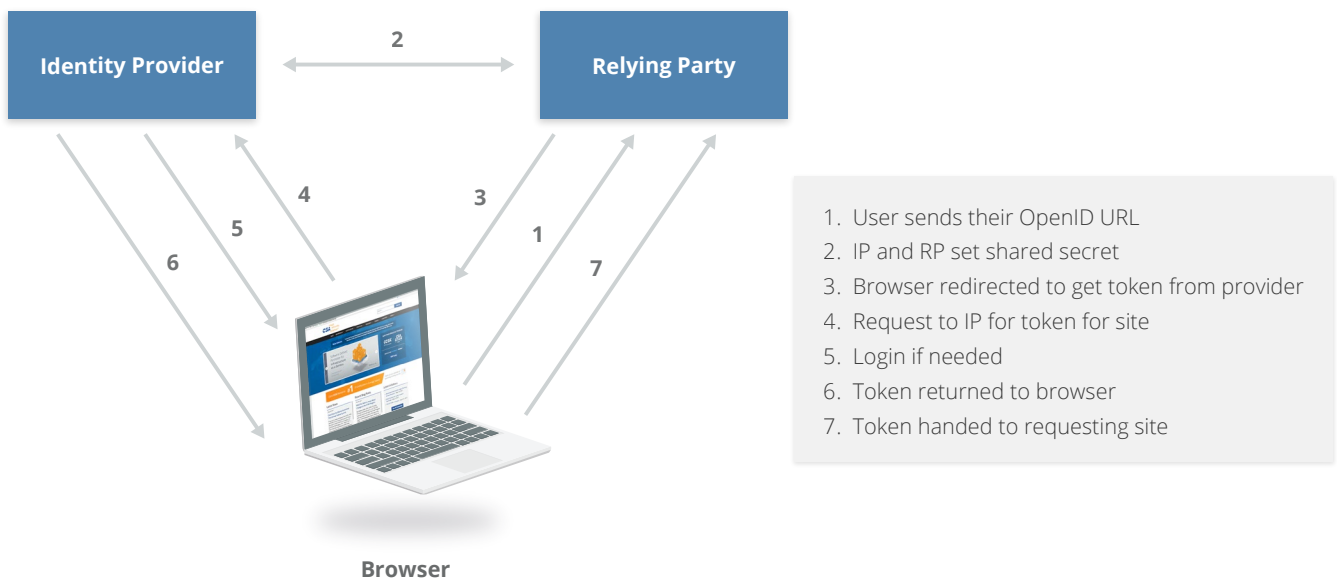 Identity Provider
2
Relying Party
4
3
5
1
6
7
1. User sends their OpenID URL
2. IP and RP set shared secret
3. Browser redirected to get token from provider
4. Request to IP for token for site
5. Login if needed
6. Token returned to browser
7. Token handed to requesting site
Browser